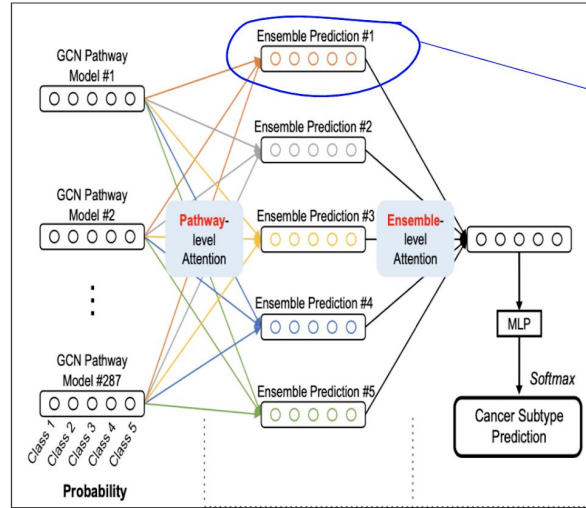 GCN Pathway
Model #1
GCN Pathway
Model #2
GCN Pathway
Model #287
Class 1
Class 2
Class 3
Class 4
Class 5
Probability
Pathway-
level
Attention
Ensemble Prediction #1
Ensemble Prediction #2
Ensemble Prediction #3
Ensemble Prediction #4
Ensemble Prediction #5
Ensemble-
level
Attention
MLP
Softmax
Cancer Subtype
Prediction